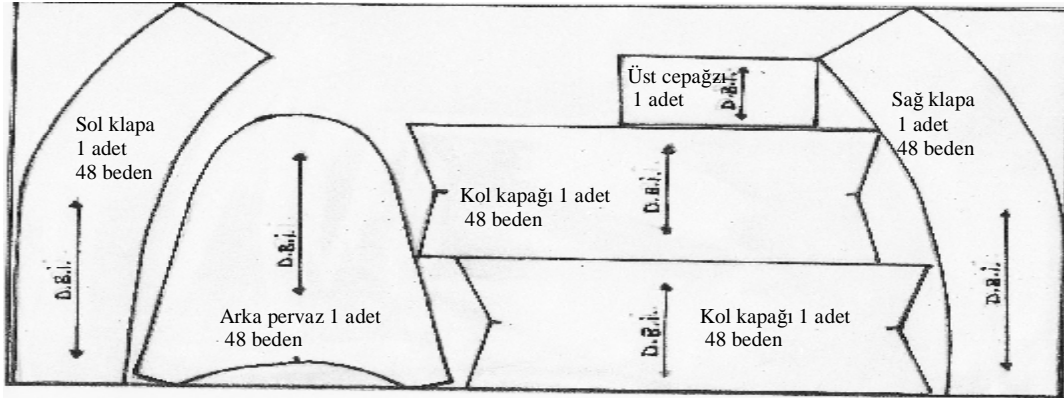 Sol klapa
1 adet
48 beden
D.B.İ.
D.B.İ.
Arka pervaz 1 adet
48 beden
Üst cepağzı
1 adet
D.B.İ.
Kol kapağı 1 adet
48 beden
D.B.İ.
Kol kapağı 1 adet
48 beden
D.B.İ.
Sağ klapa
1 adet
48 beden
D.B.İ.